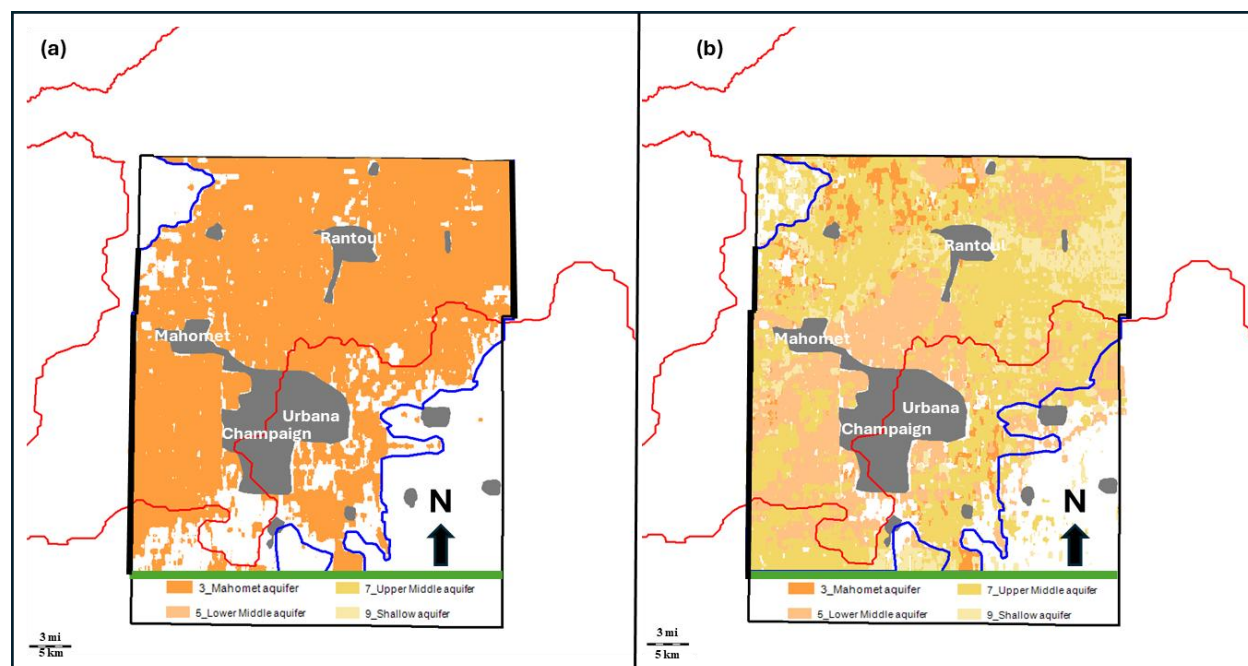 (a)
Rantoul
Mahomet
Urbana
Champaign
N
3_Mahomet aquifer
7_Upper Middle aquifer
5_Lower Middle aquifer
9_Shallow aquifer
3 mi
5 km
(b)
Rantoul
Mahomet
Urbana
Champaign
N
3_Mahomet aquifer
7_Upper Middle aquifer
5_Lower Middle aquifer
9_Shallow aquifer
3 mi
5 km